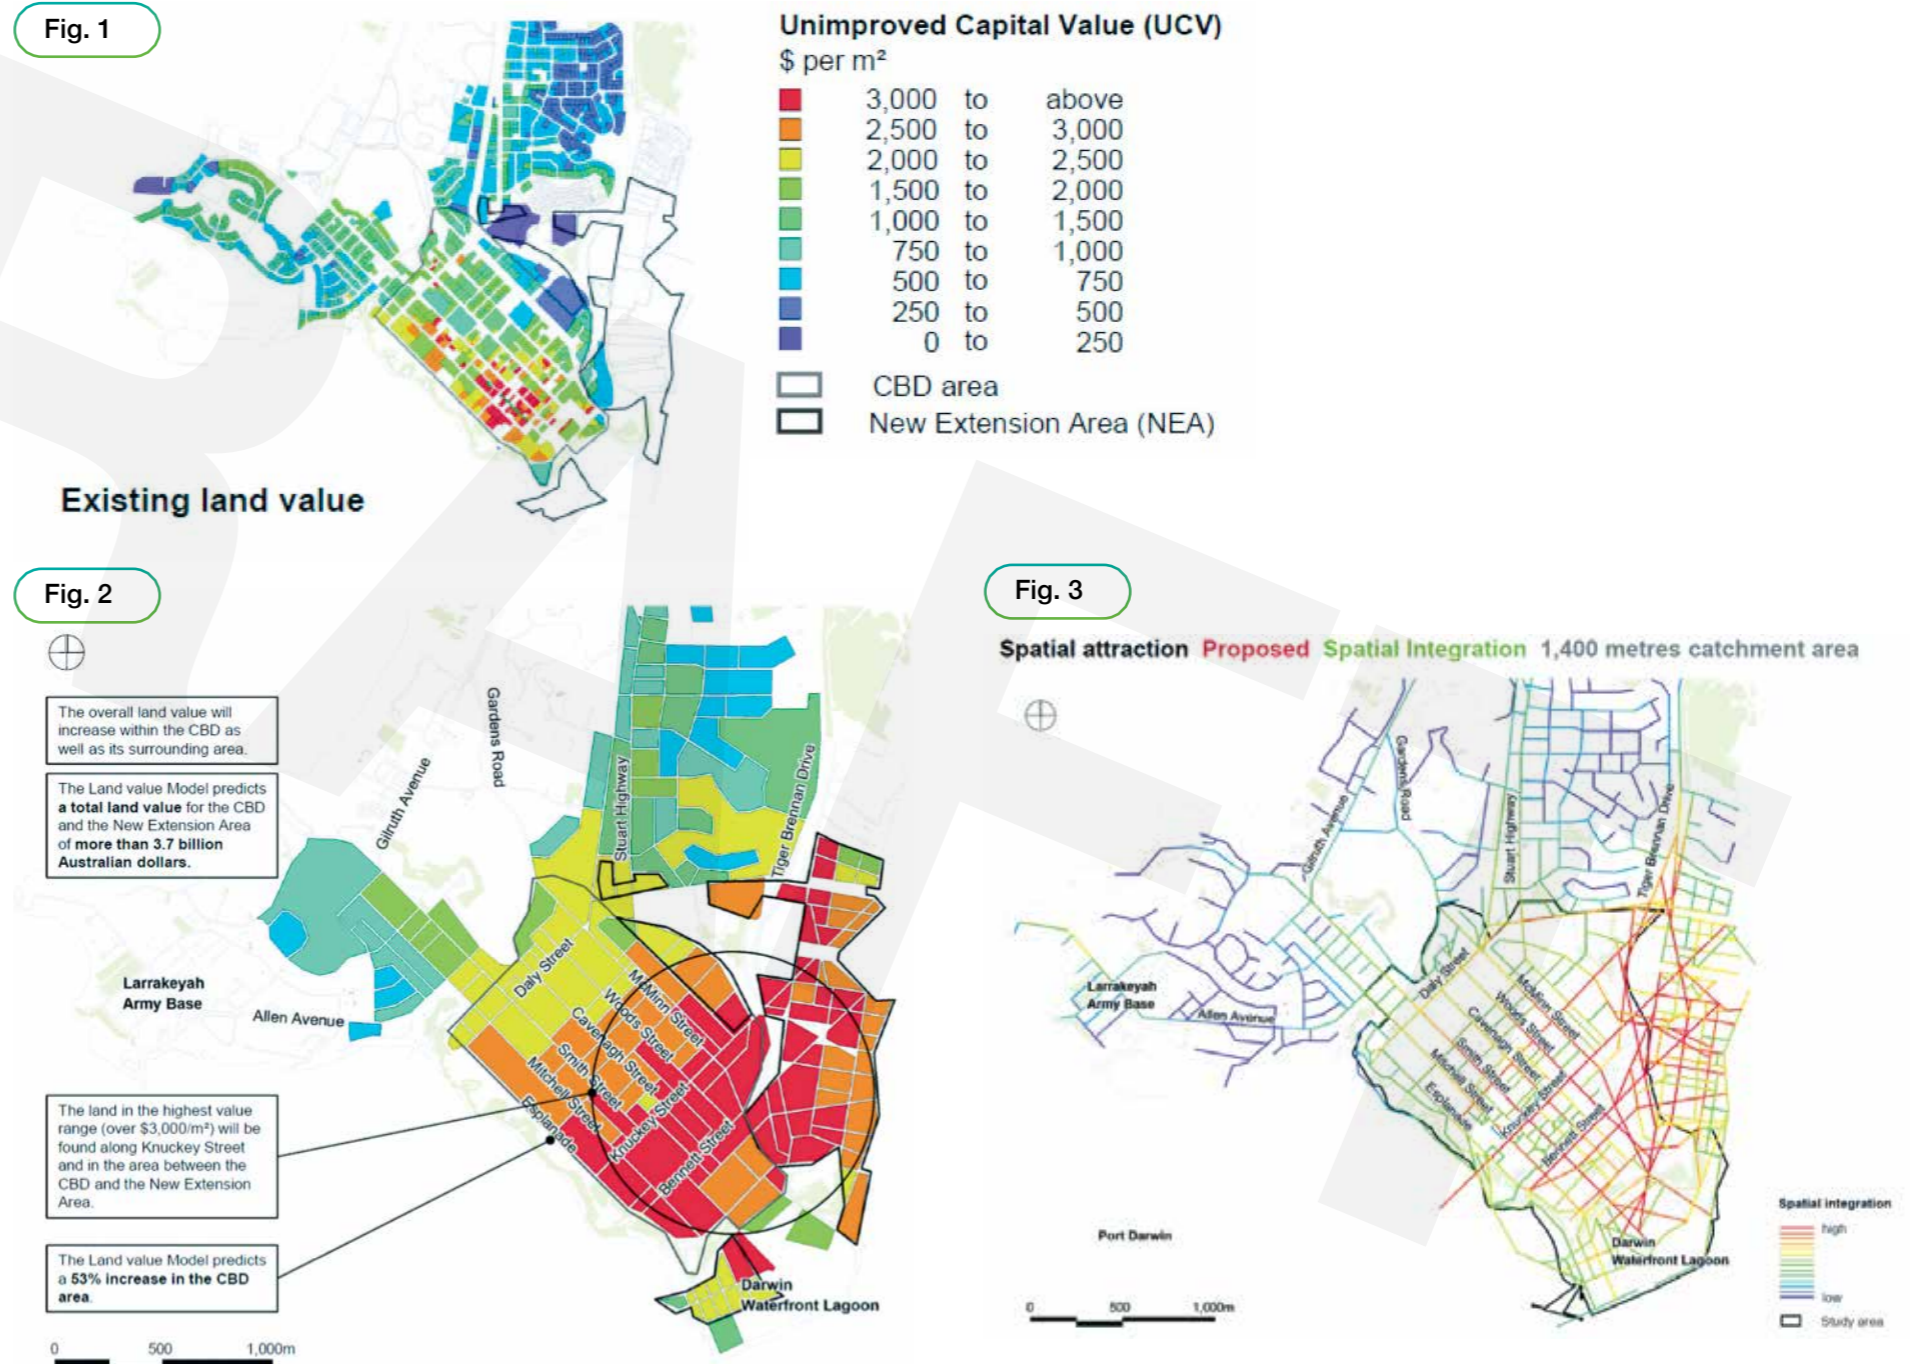 Fig. 1
Unimproved Capital Value (UCV)
$ per m²
3,000 to above
2,500 to 3,000
2,000 to 2,500
1,500 to 2,000
1,000 to 1,500
750 to 1,000
500 to 750
250 to 500
0 to 250
CBD area
New Extension Area (NEA)
Existing land value
Fig. 2
The overall land value will
increase within the CBD as
well as its surrounding area.
The Land value Model predicts
a total land value for the CBD
and the New Extension Area
of more than 3.7 billion
Australian dollars.
Gilruth Avenue
Gardens Road
Stuart Highway
Tiger Brennan Drive
Larrakeyah
Army Base
Allen Avenue
Daly Street
McMinn Street
Woods Street
Cavenagh Street
Smith Street
Mitchell Street
Esplanade
Knuckey Street
Bennett Street
The land in the highest value
range (over $3,000/m²) will be
found along Knuckey Street
and in the area between the
CBD and the New Extension
Area.
The Land value Model predicts
a 53% increase in the CBD
area.
Darwin
Waterfront Lagoon
0 500 1,000m
Fig. 3
Spatial attraction Proposed Spatial Integration 1,400 metres catchment area
Gardens Road
Gilruth Avenue
Stuart Highway
Tiger Brennan Drive
Larrakeyah
Army Base
Allen Avenue
Daly Street
McMinn Street
Woods Street
Cavenagh Street
Smith Street
Mitchell Street
Esplanade
Knuckey Street
Bennett Street
Port Darwin
Darwin
Waterfront Lagoon
Spatial integration
high
low
Study area
0 500 1,000m
DRAFT